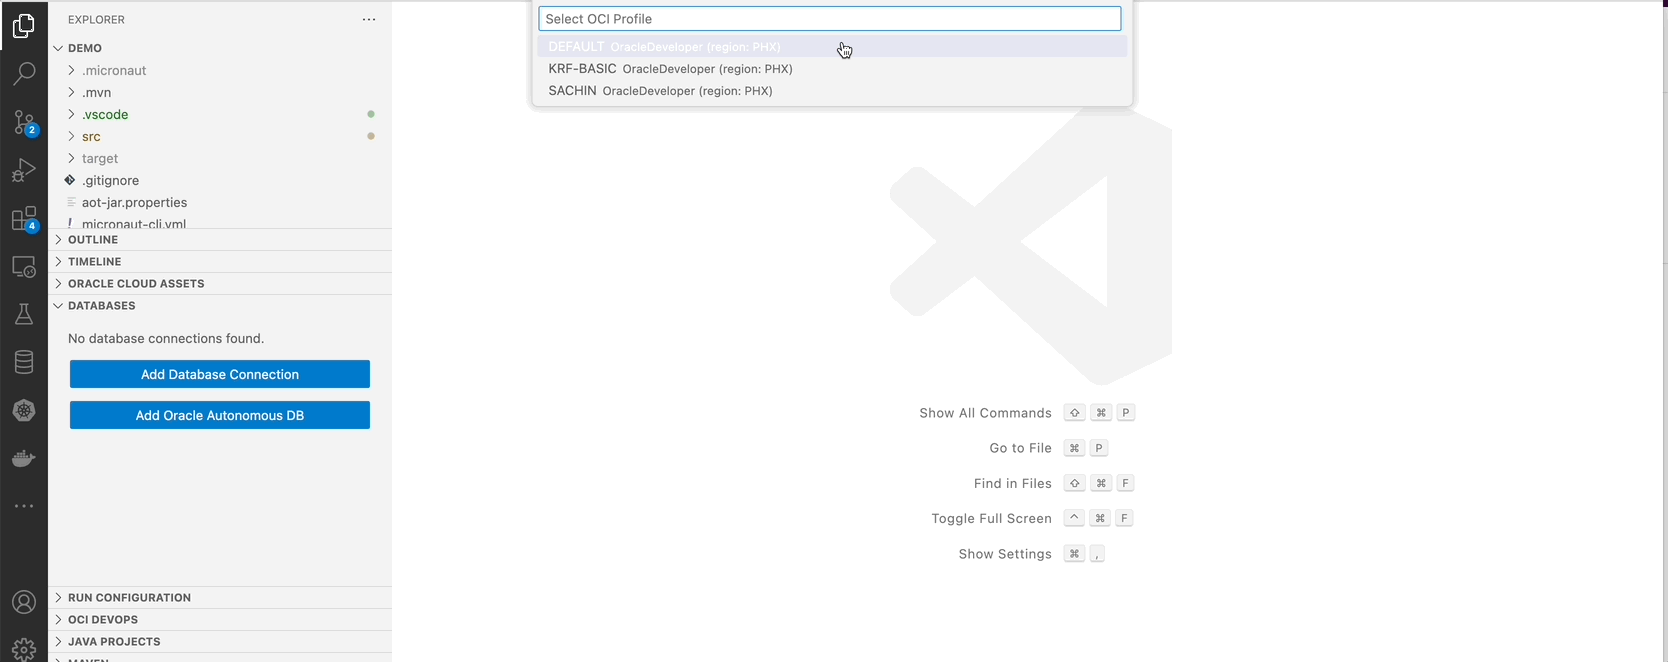 EXPLORER
DEMO
.micronaut
.mvn
.vscode
src
target
.gitignore
aot-jar.properties
micronaut-cli.yml
OUTLINE
TIMELINE
ORACLE CLOUD ASSETS
DATABASES
No database connections found.
Add Database Connection
Add Oracle Autonomous DB
RUN CONFIGURATION
OCI DEVOPS
JAVA PROJECTS
MAVEN
2
4
Select OCI Profile
DEFAULT OracleDeveloper (region: PHX)
KRF-BASIC OracleDeveloper (region: PHX)
SACHIN OracleDeveloper (region: PHX)
Show All Commands ⇧ ⌘ P
Go to File ⌘ P
Find in Files ⇧ ⌘ F
Toggle Full Screen ^ ⌘ F
Show Settings ⌘ ,